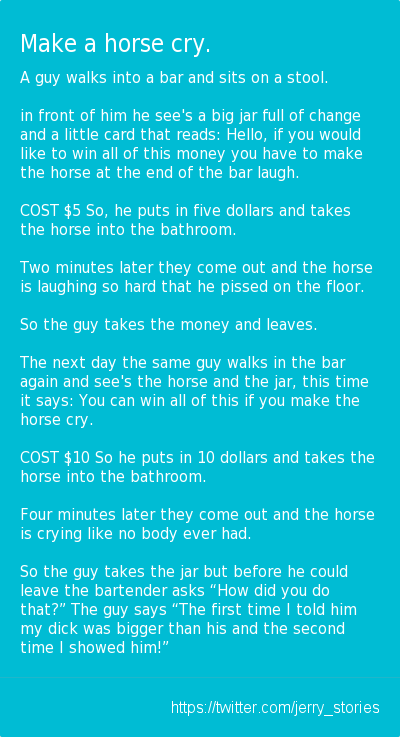 Make a horse cry.
A guy walks into a bar and sits on a stool.
in front of him he see's a big jar full of change
and a little card that reads: Hello, if you would
like to win all of this money you have to make
the horse at the end of the bar laugh.
COST $5 So, he puts in five dollars and takes
the horse into the bathroom.
Two minutes later they come out and the horse
is laughing so hard that he pissed on the floor.
So the guy takes the money and leaves.
The next day the same guy walks in the bar
again and see's the horse and the jar, this time
it says: You can win all of this if you make the
horse cry.
COST $10 So he puts in 10 dollars and takes the
horse into the bathroom.
Four minutes later they come out and the horse
is crying like no body ever had.
So the guy takes the jar but before he could
leave the bartender asks “How did you do
that?” The guy says “The first time I told him
my dick was bigger than his and the second
time I showed him!”
https://twitter.com/jerry_stories